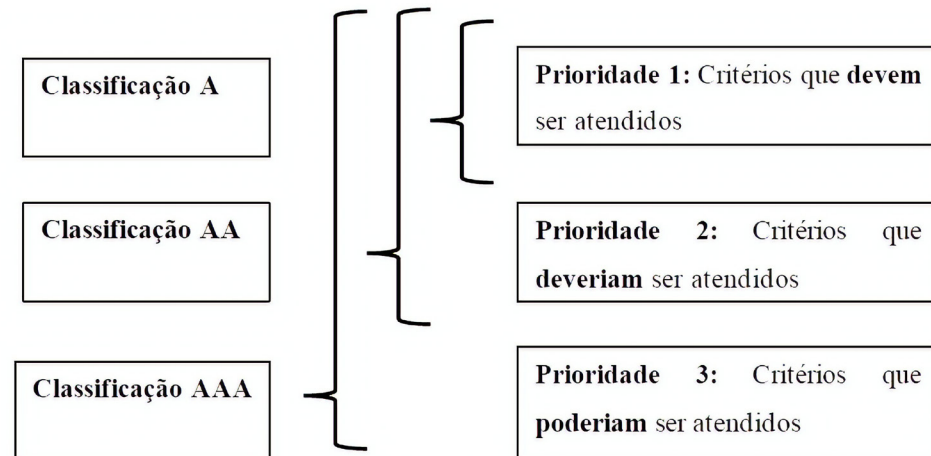 Classificação A
Prioridade 1: Critérios que devem
ser atendidos
Classificação AA
Prioridade 2: Critérios que
deveriam ser atendidos
Classificação AAA
Prioridade 3: Critérios que
poderiam ser atendidos